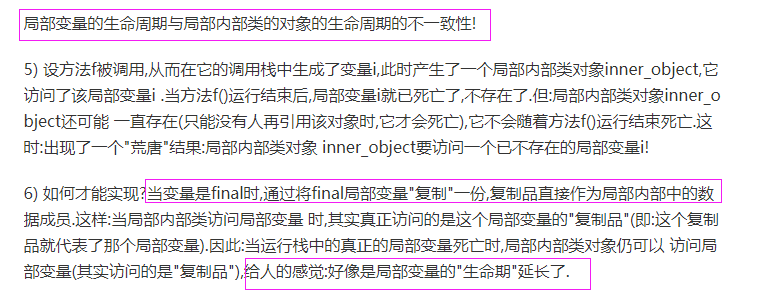 局部变量的生命周期与局部内部类的对象的生命周期的不一致性!
5) 设方法f被调用,从而在它的调用栈中生成了变量i,此时产生了一个局部内部类对象inner_object,它
访问了该局部变量i .当方法f()运行结束后,局部变量i就已死亡了,不存在了.但:局部内部类对象inner_o
bject还可能 一直存在(只能没有人再引用该对象时,它才会死亡),它不会随着方法f()运行结束死亡.这
时:出现了一个"荒唐"结果:局部内部类对象 inner_object要访问一个已不存在的局部变量i!
6) 如何才能实现?当变量是final时,通过将final局部变量"复制"一份,复制品直接作为局部内部中的数
据成员.这样:当局部内部类访问局部变量 时,其实真正访问的是这个局部变量的"复制品"(即:这个复制
品就代表了那个局部变量).因此:当运行栈中的真正的局部变量死亡时,局部内部类对象仍可以 访问局
部变量(其实访问的是"复制品"),给人的感觉:好像是局部变量的"生命期"延长了.